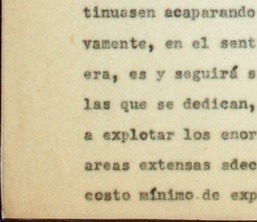 tinuasen acaparando
vamente, en el sent
era, es y seguirá s
las que se dedican,
a explotar los enor
areas extensas adec
costo mínimo de exp